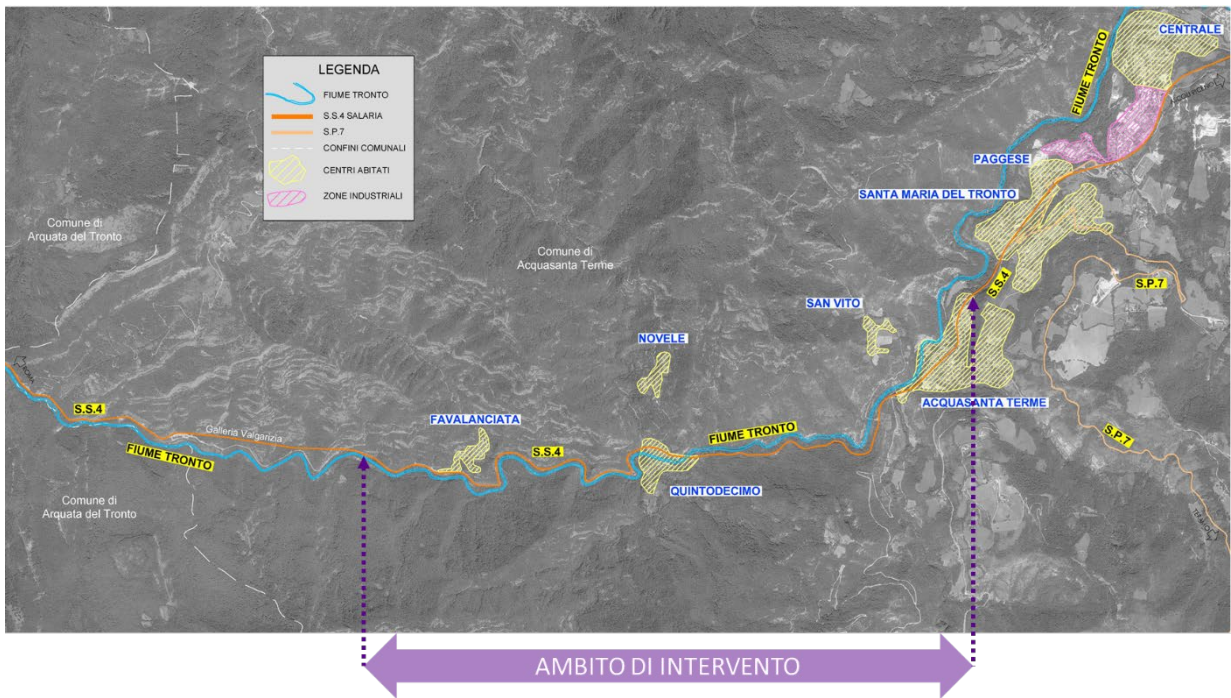 CENTRALE
FIUME TRONTO
LEGENDA
FIUME TRONTO
S.S.4 SALARIA
S.P.7
CONFINI COMUNALI
CENTRI ABITATI
ZONE INDUSTRIALI
PAGGESE
SANTA MARIA DEL TRONTO
Comune di
Arquata del Tronto
Comune di
Acquasanta Terme
S.S.4
S.P.7
SAN VITO
NOVELE
ROMA
S.S.4
FAVALANCIATA
ACQUASANTA TERME
Galleria Valgarizia
FIUME TRONTO
S.S.4
FIUME TRONTO
S.P.7
QUINTODECIMO
Comune di
Arquata del Tronto
TERAMO
AMBITO DI INTERVENTO